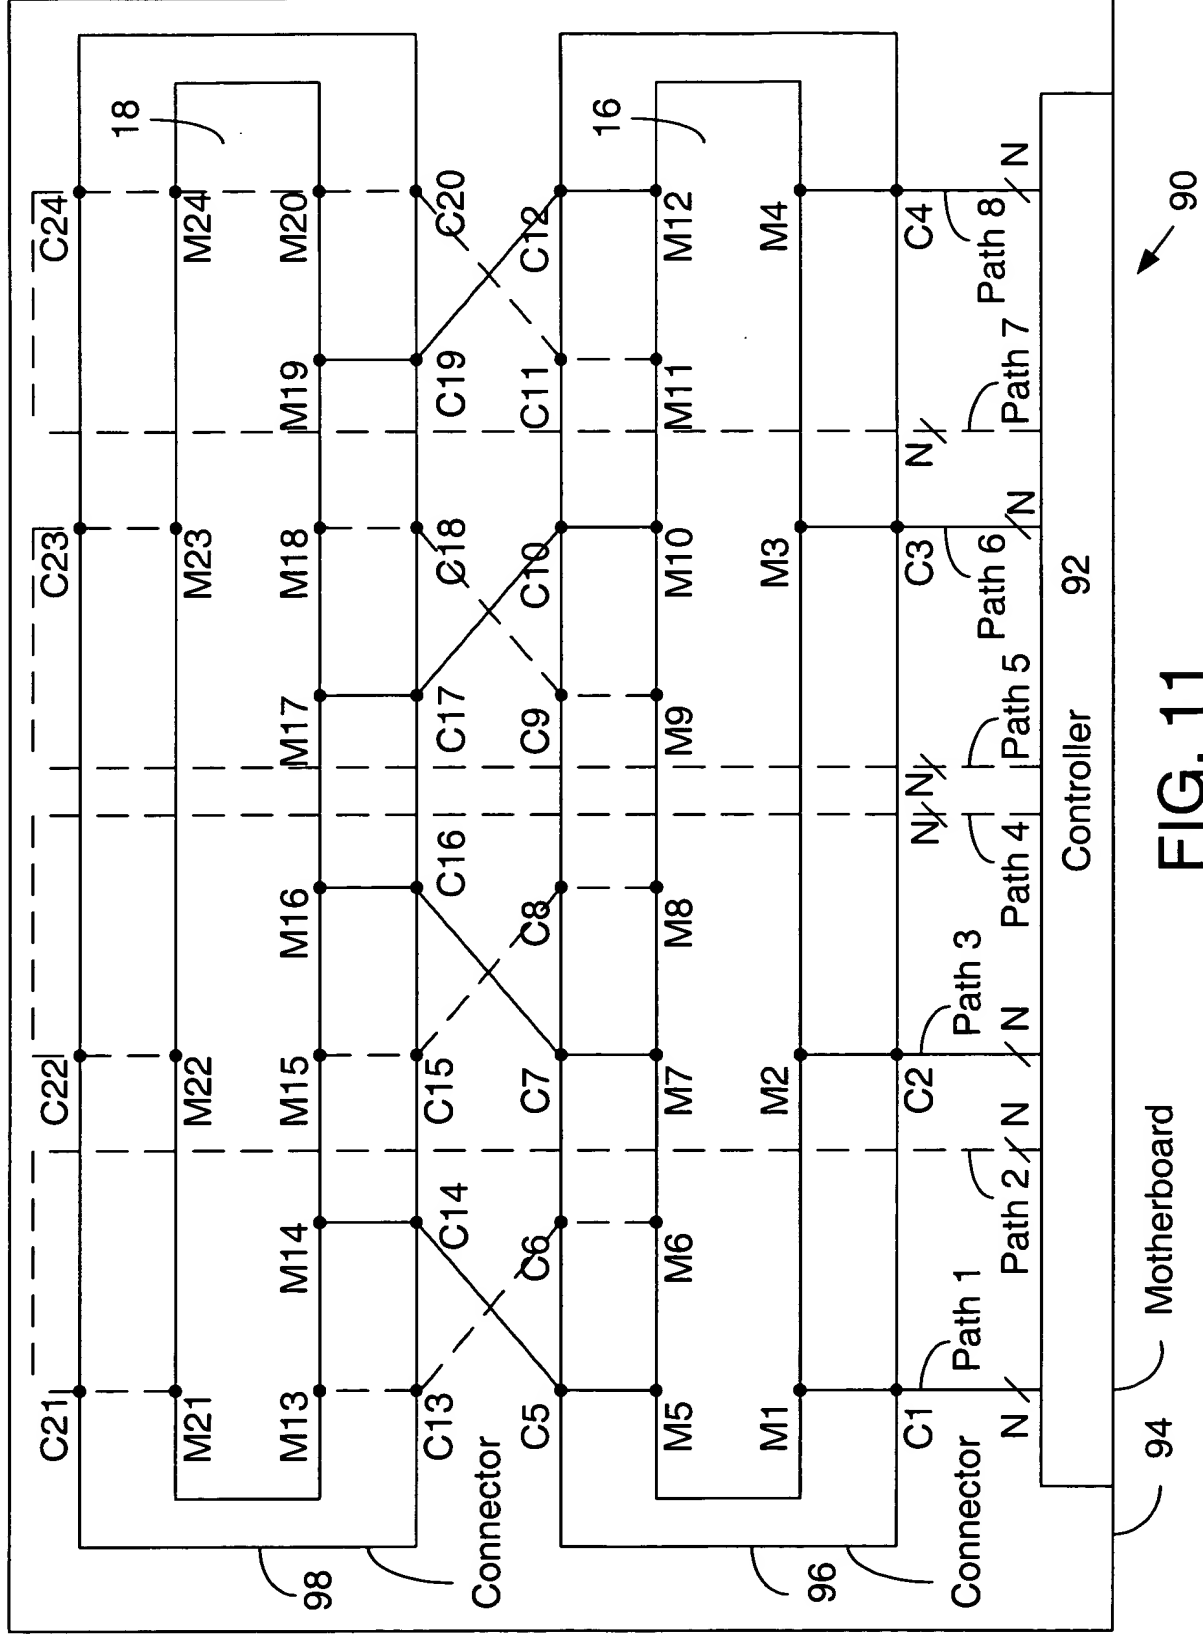 C21
C22
C23
C24
18
M21
M22
M23
M24
M13
M14
M15
M16
M17
M18
M19
M20
C13
C14
C15
C16
C17
C18
C19
C20
98
Connector
C5
C6
C7
C8
C9
C10
C11
C12
16
M5
M6
M7
M8
M9
M10
M11
M12
M1
M2
M3
M4
96
Connector
C1
C2
C3
C4
N
N
N
Path 1
Path 3
Path 6
Path 8
N
N
N
N
N
Path 2
Path 4
Path 5
Path 7
Controller
92
94
Motherboard
90
FIG. 11